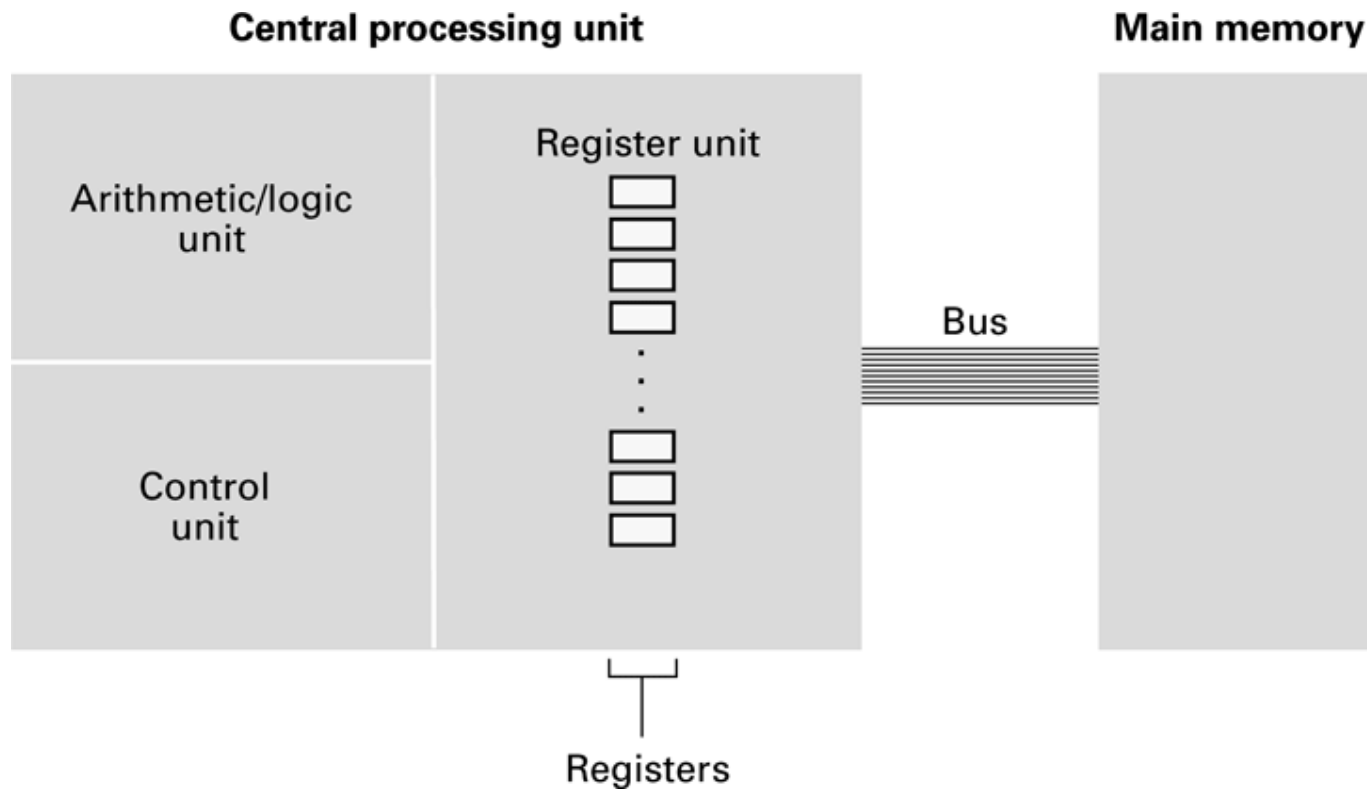 Central processing unit
Main memory
Register unit
Arithmetic/logic
unit
Bus
Control
unit
Registers